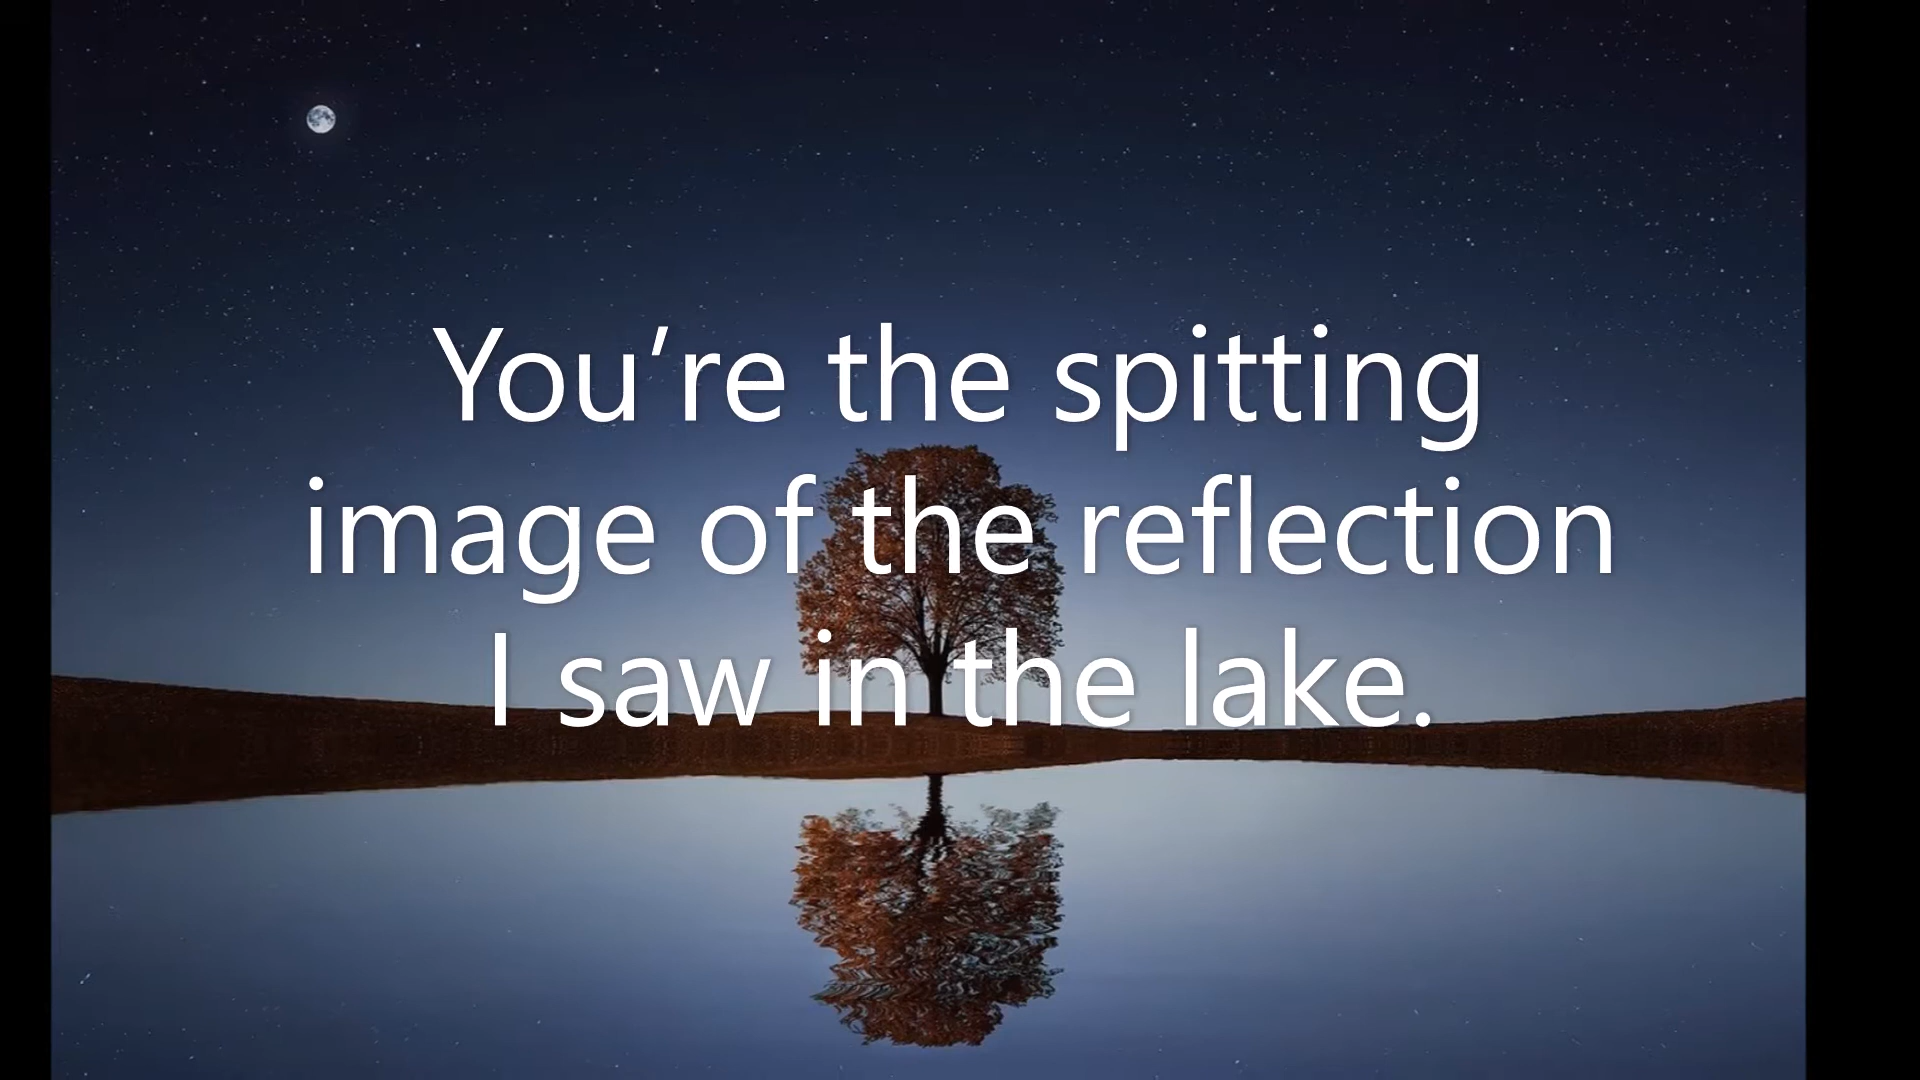 You’re the spitting
image of the reflection
I saw in the lake.